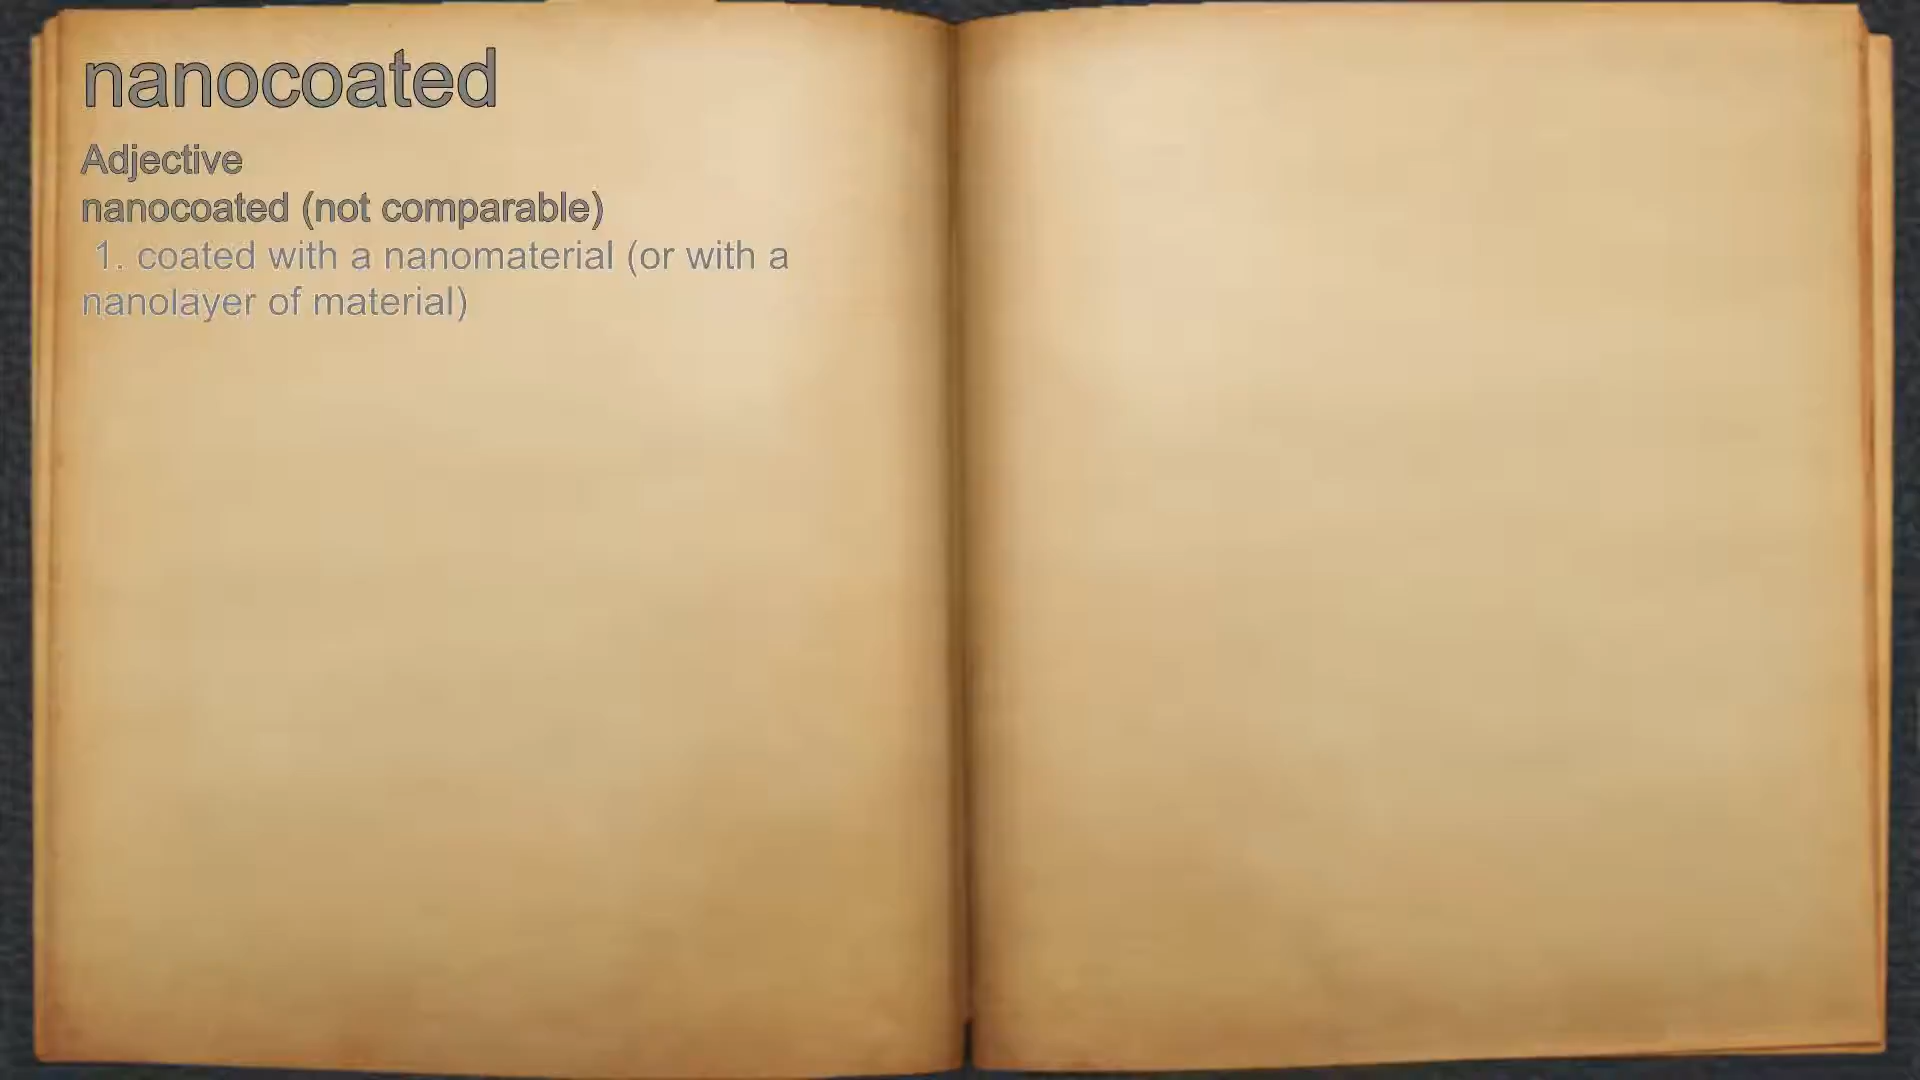 nanocoated
Adjective
nanocoated (not comparable)
1. coated with a nanomaterial (or with a
nanolayer of material)